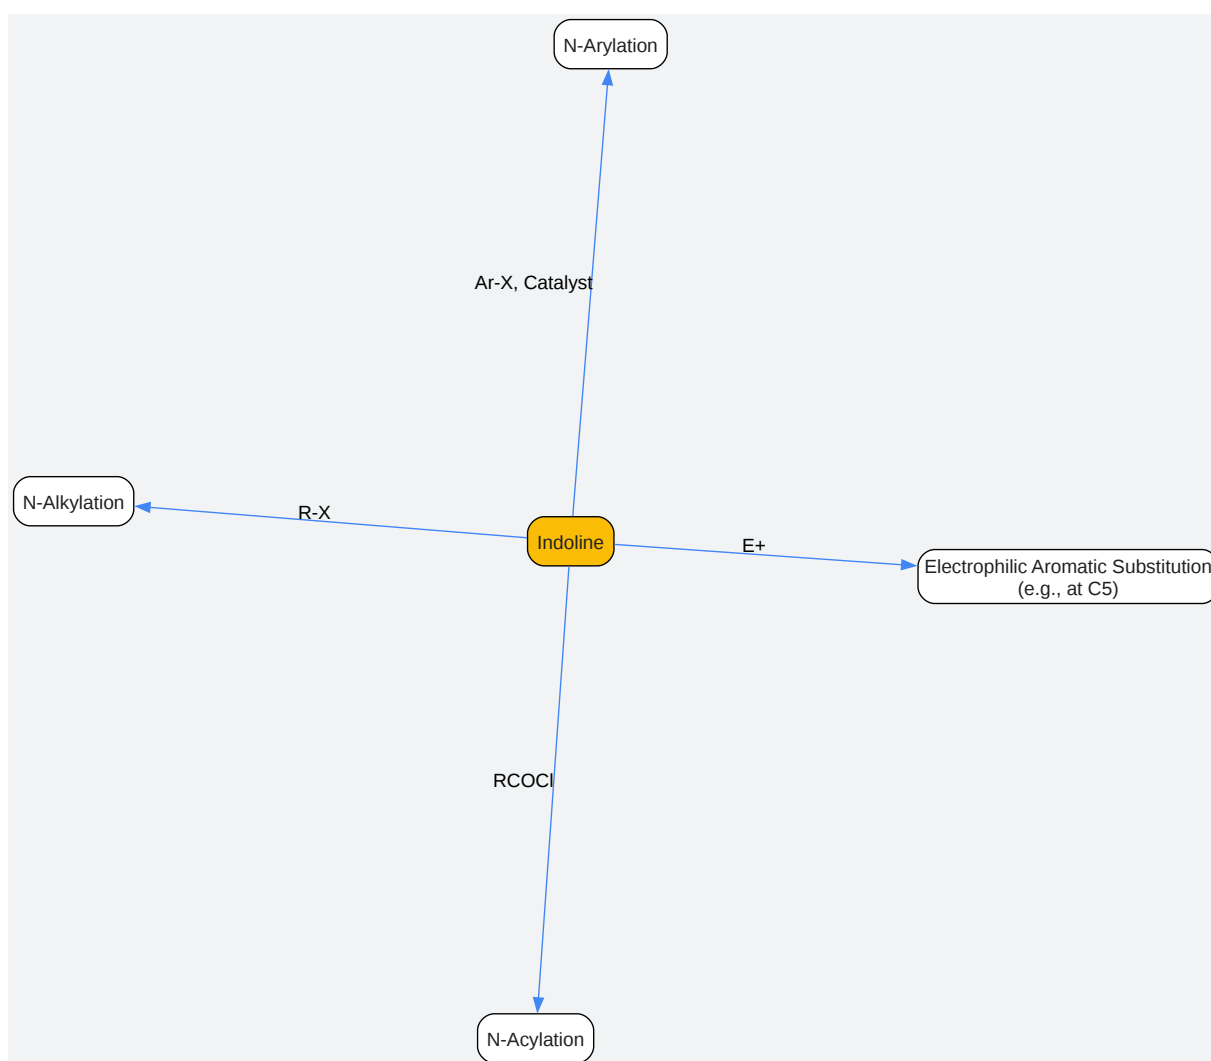 N-Arylation
Ar-X, Catalyst
N-Alkylation
R-X
Indoline
E+
Electrophilic Aromatic Substitution
(e.g., at C5)
RCOCl
N-Acylation